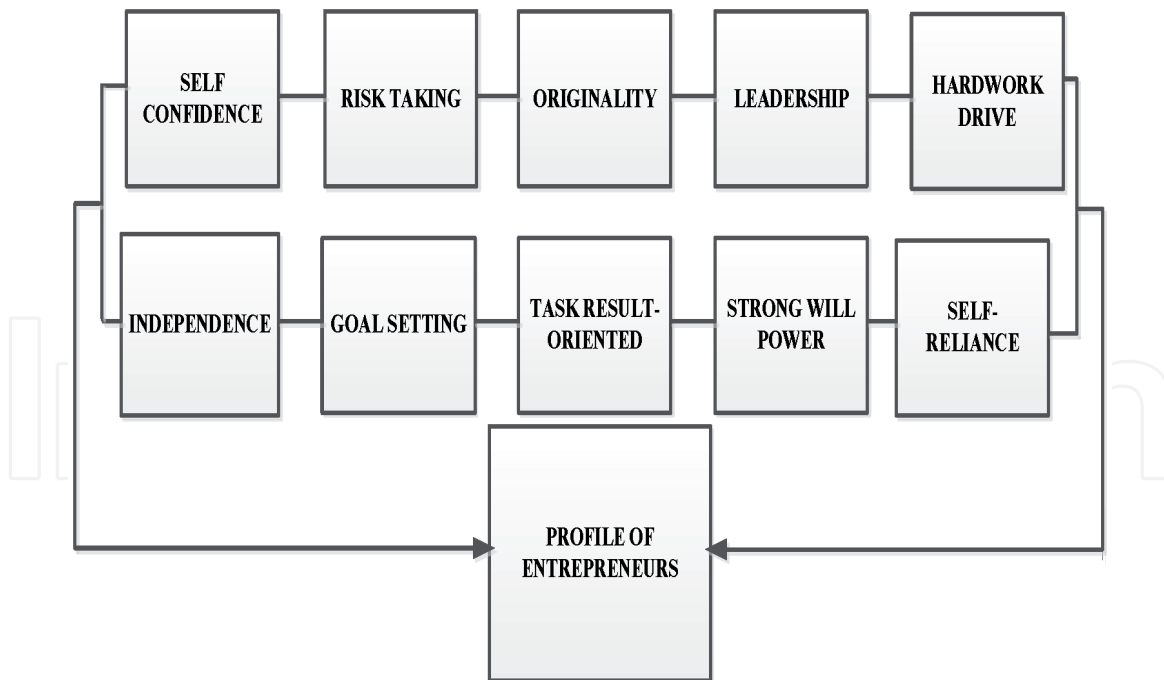 SELF
CONFIDENCE
RISK TAKING
ORIGINALITY
LEADERSHIP
HARDWORK
DRIVE
INDEPENDENCE
GOAL SETTING
TASK RESULT-
ORIENTED
STRONG WILL
POWER
SELF-
RELIANCE
PROFILE OF
ENTREPRENEURS